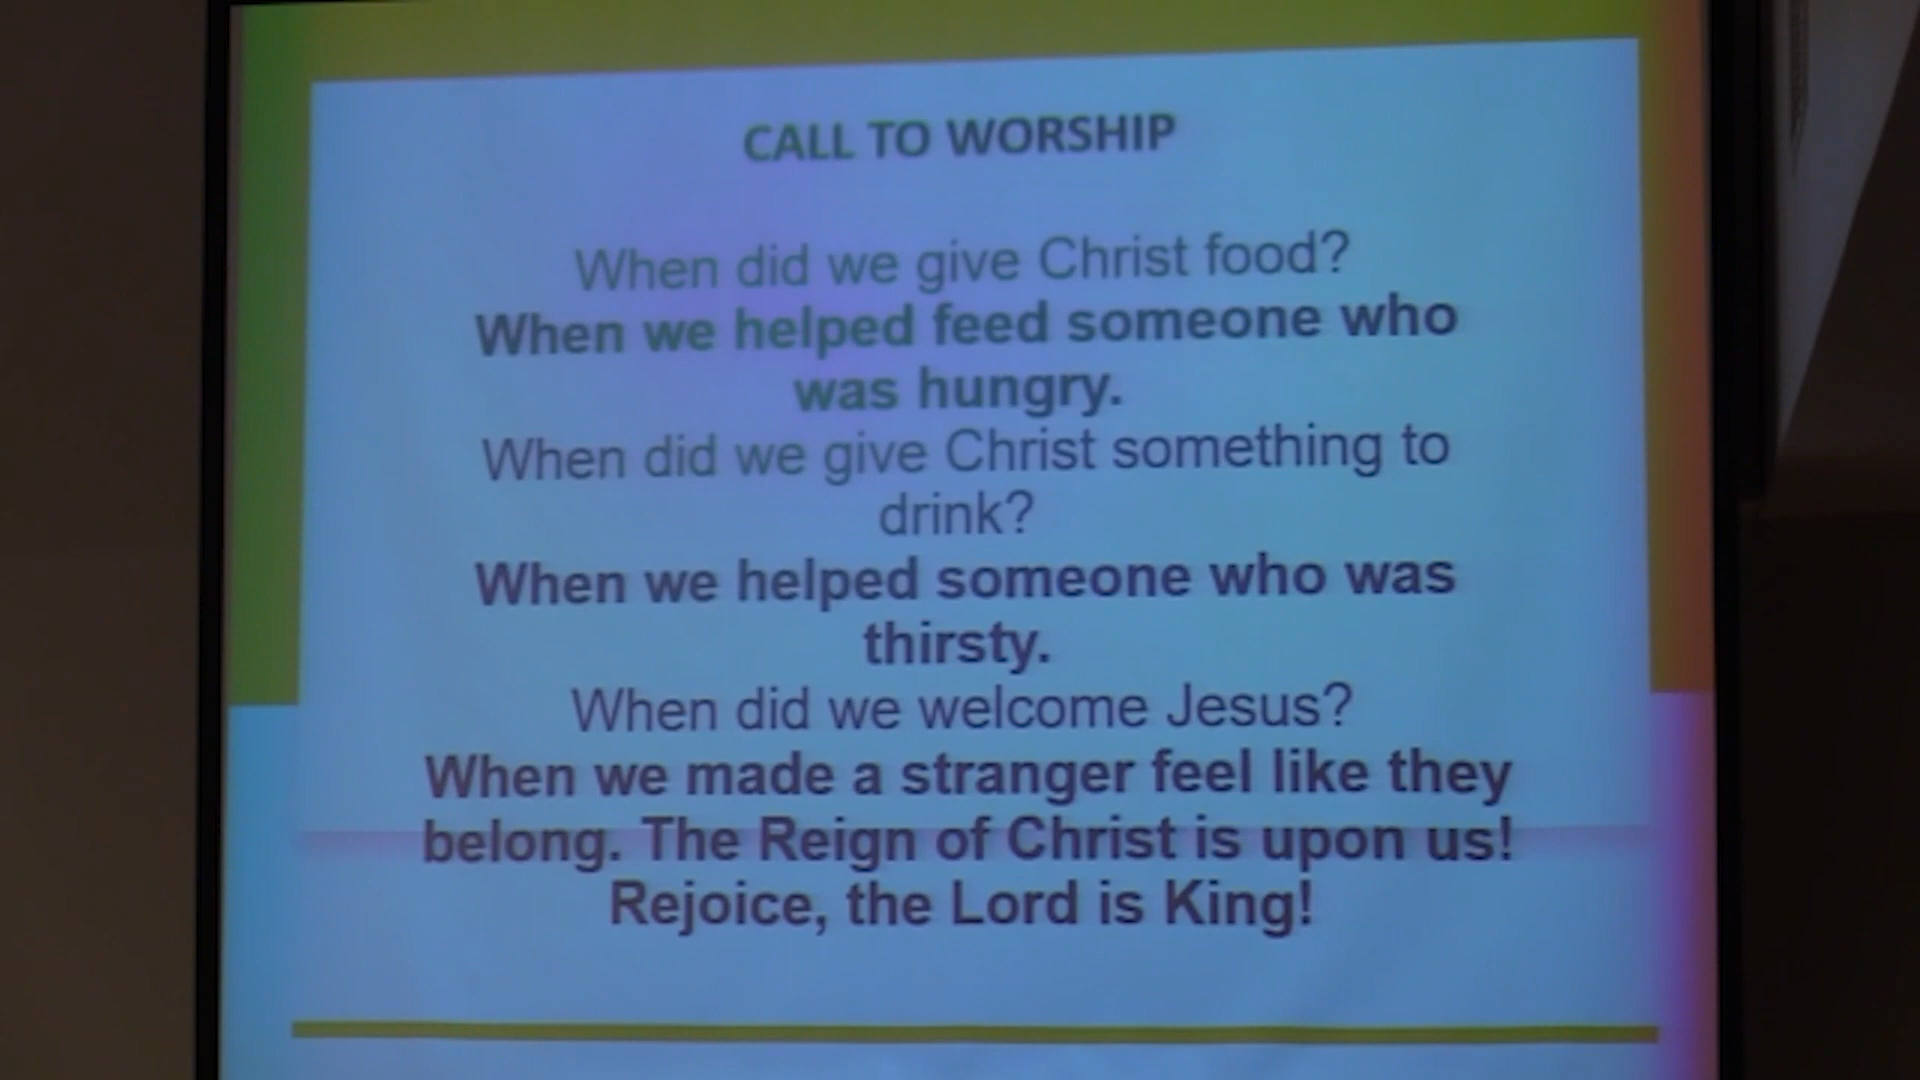 CALL TO WORSHIP
When did we give Christ food?
When we helped feed someone who
was hungry.
When did we give Christ something to
drink?
When we helped someone who was
thirsty.
When did we welcome Jesus?
When we made a stranger feel like they
belong. The Reign of Christ is upon us!
Rejoice, the Lord is King!